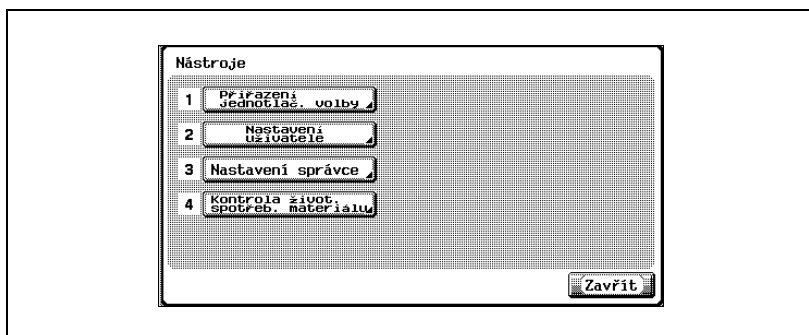 Nástroje
1 Přiřazení
jednotlač. volby
2 Nastavení
uživatele
3 Nastavení správce
4 Kontrola život.
spotřeb. materiálu
Zavřít